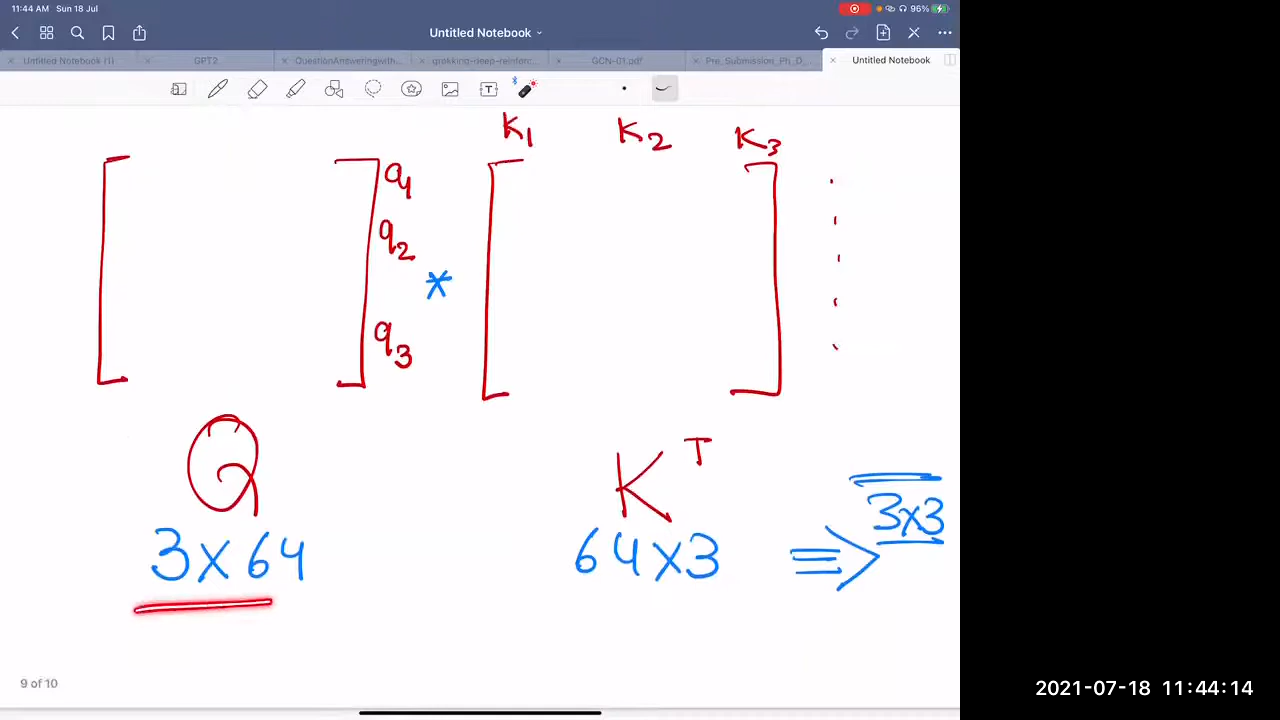 11:44 AM Sun 18 Jul
96%
Untitled Notebook
Untitled Notebook (1)
GPT2
QuestionAnsweringwith...
grokking-deep-reinforc...
GCN-01.pdf
Pre_Submission_Ph_D_...
Untitled Notebook
K1 K2 K3
q1
q2
*
q3
Q
K^T
3x64
64x3
⇒
3x3
9 of 10
2021-07-18 11:44:14